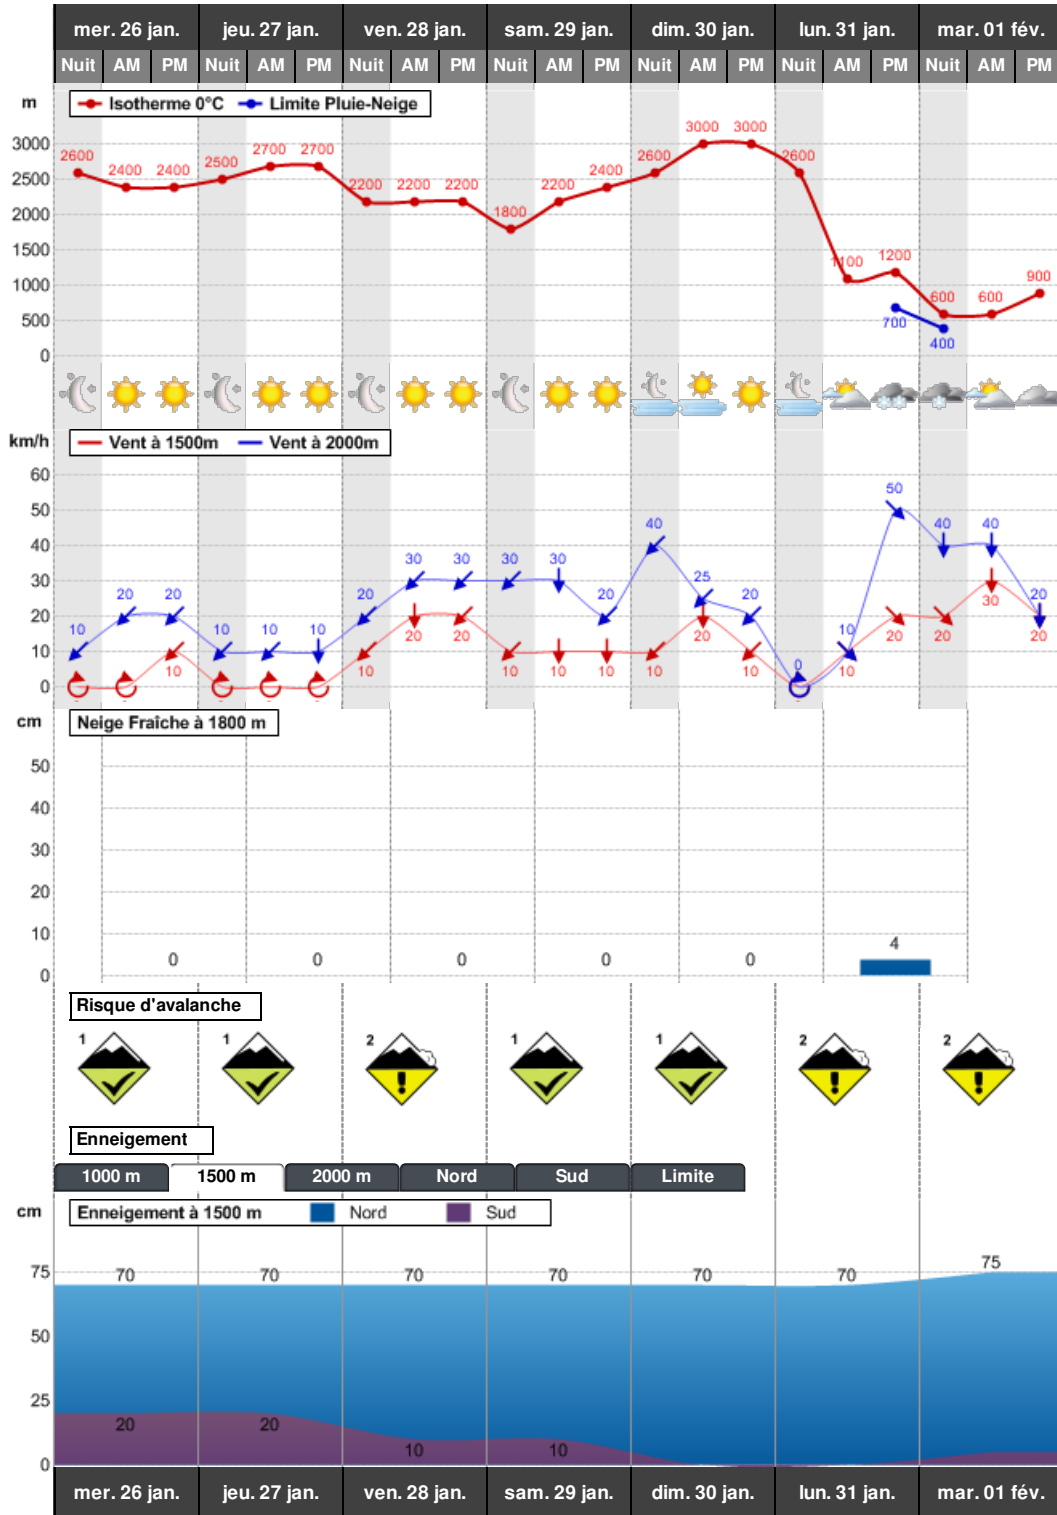 mer. 26 jan. jeu. 27 jan. ven. 28 jan. sam. 29 jan. dim. 30 jan. lun. 31 jan. mar. 01 fév.
Nuit AM PM Nuit AM PM Nuit AM PM Nuit AM PM Nuit AM PM Nuit AM PM Nuit AM PM
m
Isotherme 0°C Limite Pluie-Neige
3000 2500 2000 1500 1000 500 0
2600 2400 2400 2500 2700 2700 2200 2200 2200 1800 2200 2400 2600 3000 3000 2600 1100 1200 600 600 900
700 400
km/h
Vent à 1500m Vent à 2000m
60 50 40 30 20 10 0
10 20 20 10 10 10 20 30 30 30 30 20 40 25 20 0 10 50 40 40 20
10 10 20 20 10 10 10 10 20 10 10 20 20 30 20
cm
Neige Fraîche à 1800 m
50 40 30 20 10 0
0 0 0 0 0 4
Risque d'avalanche
1 1 2 1 1 2 2
Enneigement
1000 m 1500 m 2000 m Nord Sud Limite
cm
Enneigement à 1500 m Nord Sud
75 50 25 0
70 70 70 70 70 70 75
20 20 10 10
mer. 26 jan. jeu. 27 jan. ven. 28 jan. sam. 29 jan. dim. 30 jan. lun. 31 jan. mar. 01 fév.